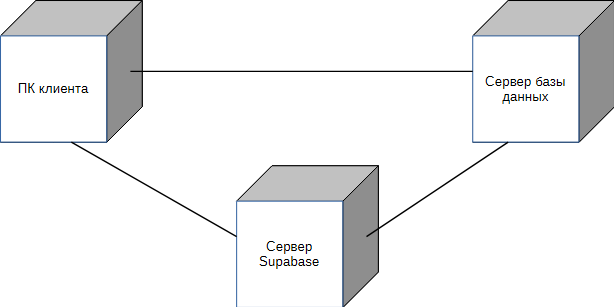 ПК клиента
Сервер базы
данных
Сервер
Supabase